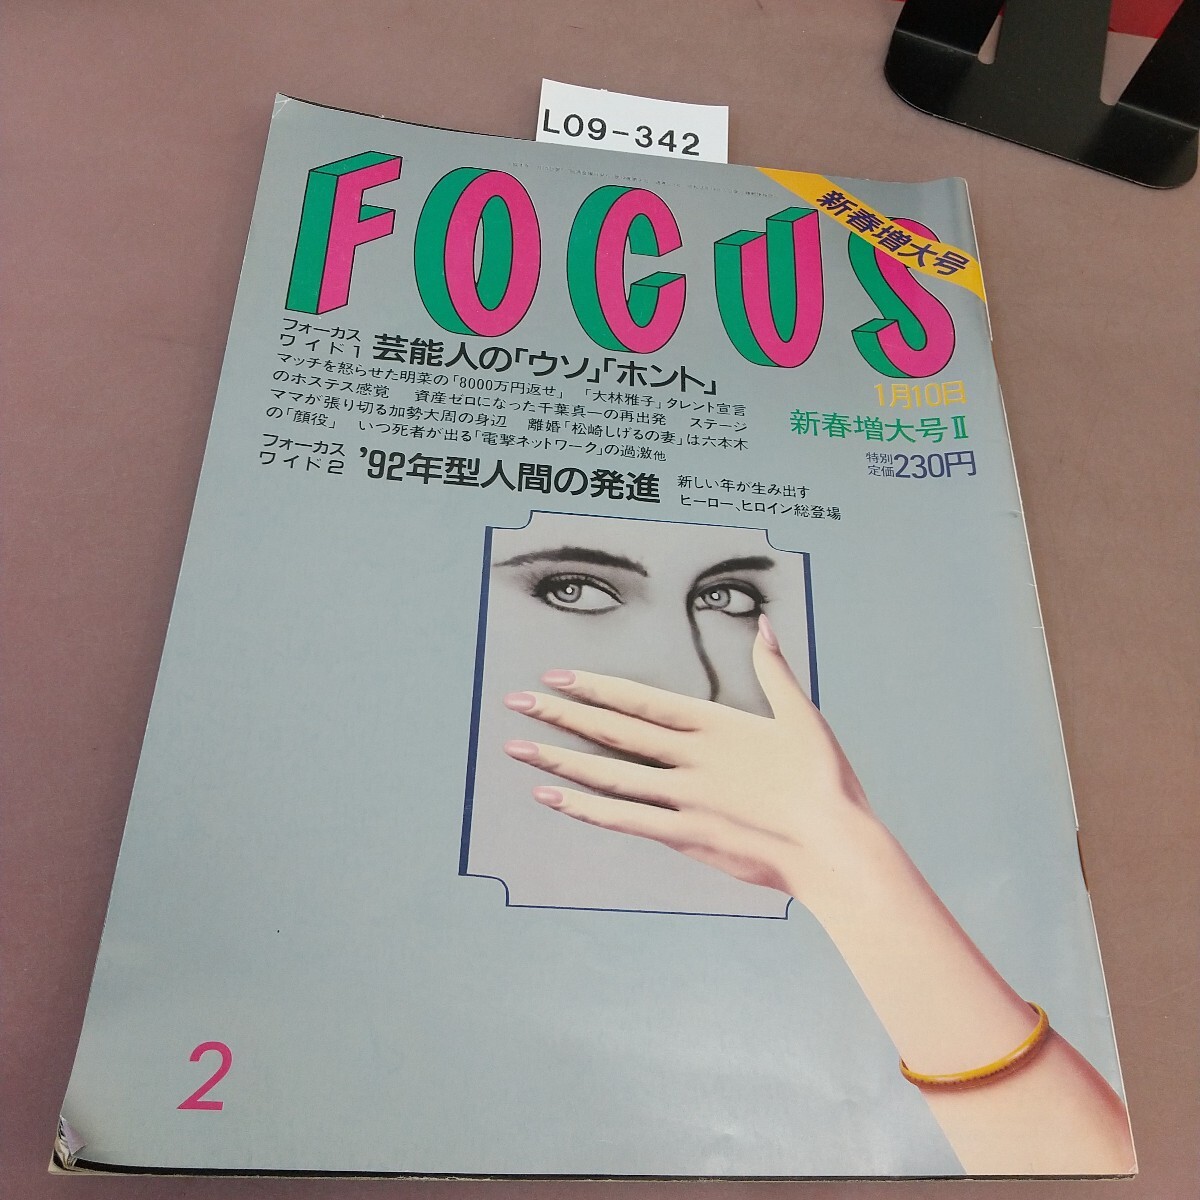 L09-342
FOCUS
新春増大号
フォーカス
ワイド1
芸能人の「ウソ」「ホント」
マッチを怒らせた明菜の「8000万円返せ」 「大林雅子」タレント宣言
のホステス感覚 資産ゼロになった千葉真一の再出発 ステージ
ママが張り切る加勢大周の身辺 離婚「松崎しげるの妻」は六本木
の「顔役」 いつ死者が出る「電撃ネットワーク」の過激他
1月10日
新春増大号II
特別
定価230円
フォーカス
ワイド2
'92年型人間の発進
新しい年が生み出す
ヒーロー、ヒロイン総登場
2